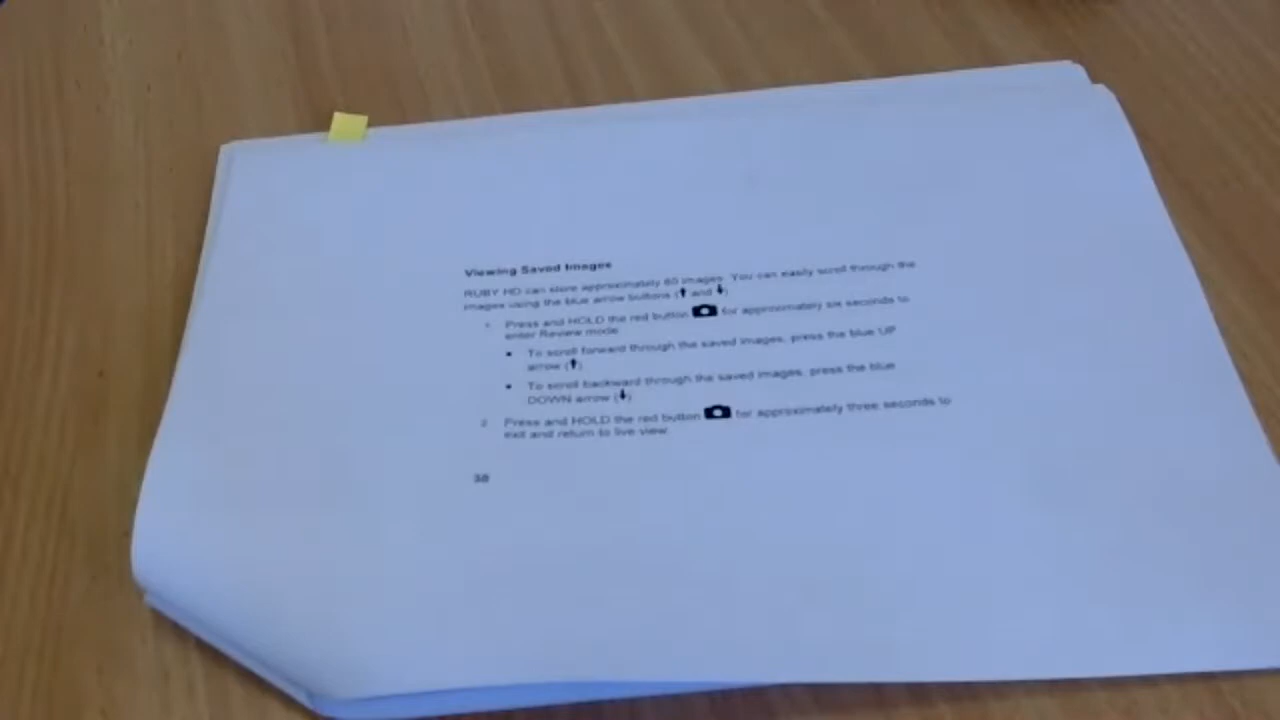 Viewing Saved Images
RUBY HD can store approximately 80 images. You can easily scroll through the
images using the blue arrow buttons (⬆ and ⬇)
1 Press and HOLD the red button for approximately six seconds to
enter Review mode
• To scroll forward through the saved images, press the blue UP
arrow (⬆)
• To scroll backward through the saved images, press the blue
DOWN arrow (⬇)
2 Press and HOLD the red button for approximately three seconds to
exit and return to live view.
38